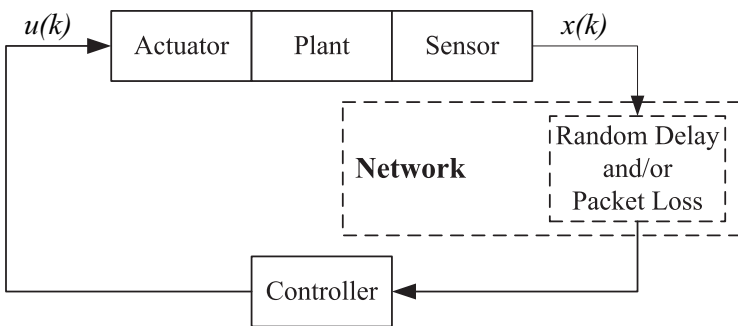 u(k)
Actuator
Plant
Sensor
x(k)
Network
Random Delay
and/or
Packet Loss
Controller